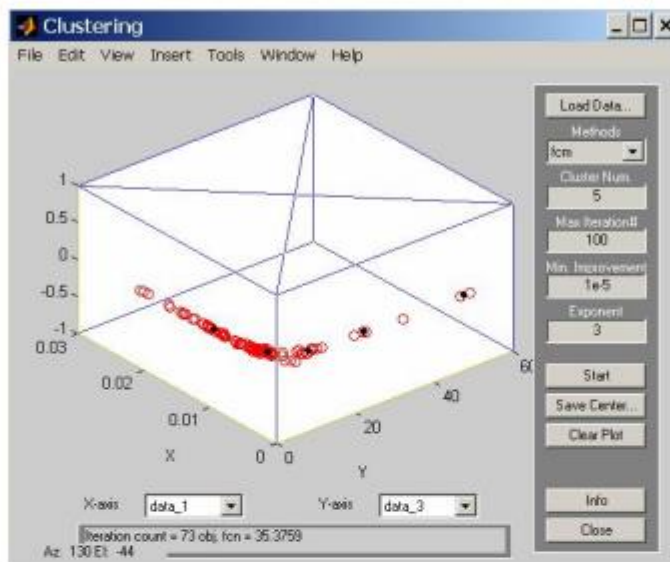 Clustering
File Edit View Insert Tools Window Help
Load Data...
Methods
fcm
Cluster Num.
5
Max Iteration#
100
Min. Improvement
1e-5
Exponent
3
Start
Save Center...
Clear Plot
Info
Close
1
0.5
0
-0.5
-1
0.03
0.02
0.01
0
X
0
20
40
60
Y
X-axis data_1 Y-axis data_3
Iteration count = 73 obj. fcn = 35.3759
Az: 130 El: -44